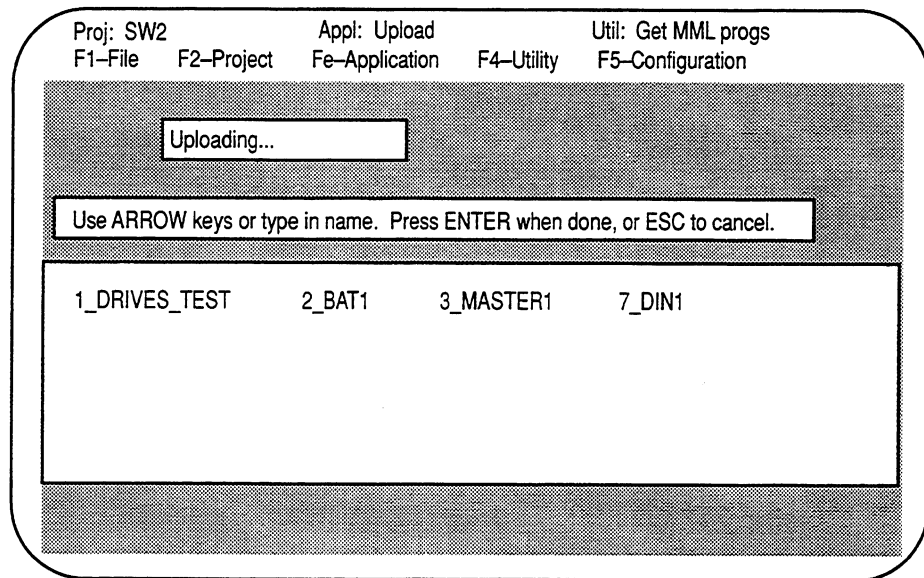 Proj: SW2 Appl: Upload Util: Get MML progs
F1–File F2–Project Fe–Application F4–Utility F5–Configuration
Uploading...
Use ARROW keys or type in name. Press ENTER when done, or ESC to cancel.
1_DRIVES_TEST 2_BAT1 3_MASTER1 7_DIN1